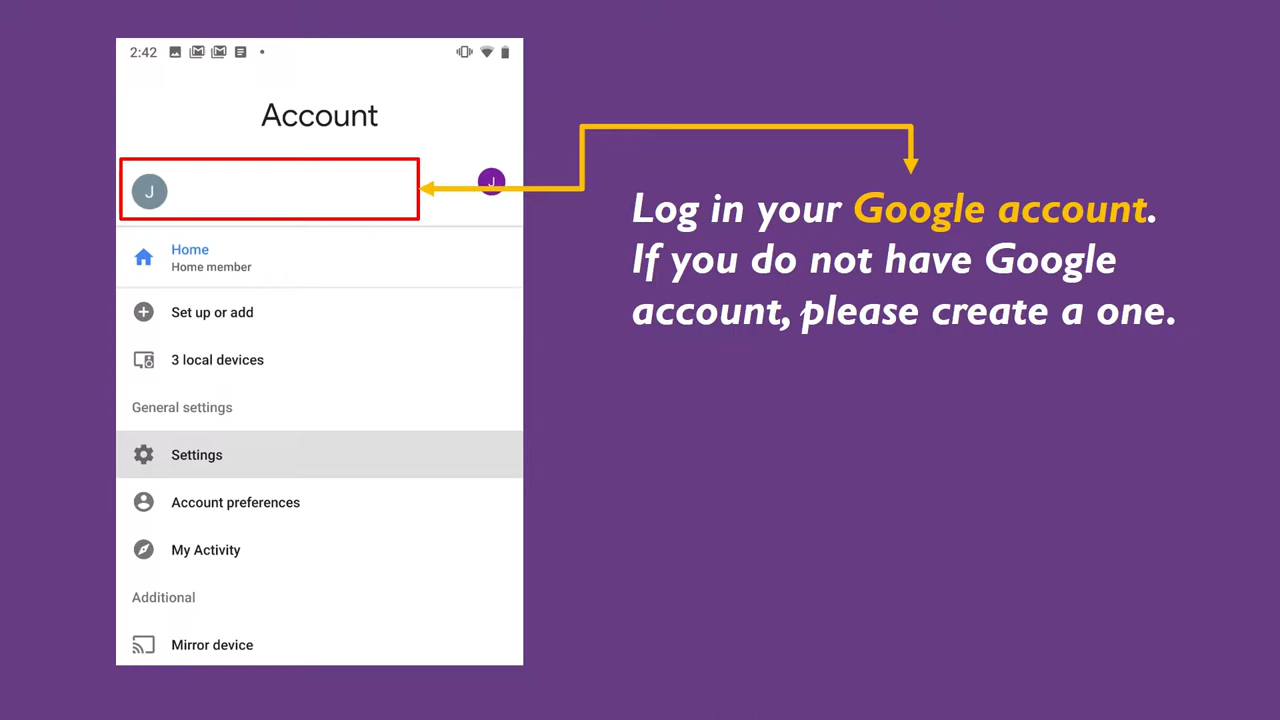 2:42
Account
J
J
Home
Home member
Set up or add
3 local devices
General settings
Settings
Account preferences
My Activity
Additional
Mirror device
Log in your Google account.
If you do not have Google
account, please create a one.